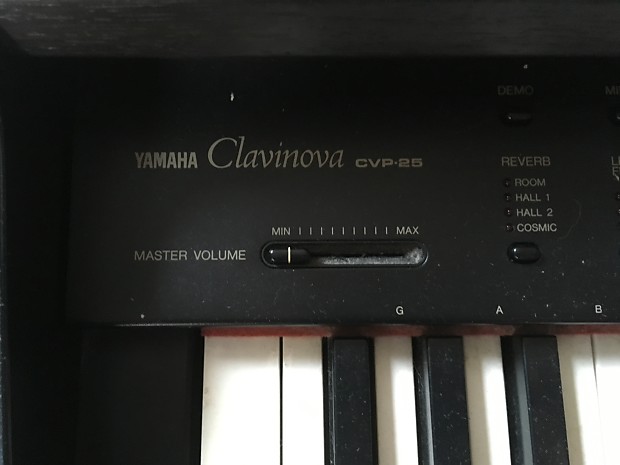 DEMO
YAMAHA Clavinova CVP·25
REVERB
ROOM
HALL 1
HALL 2
COSMIC
MIN MAX
MASTER VOLUME
G A B